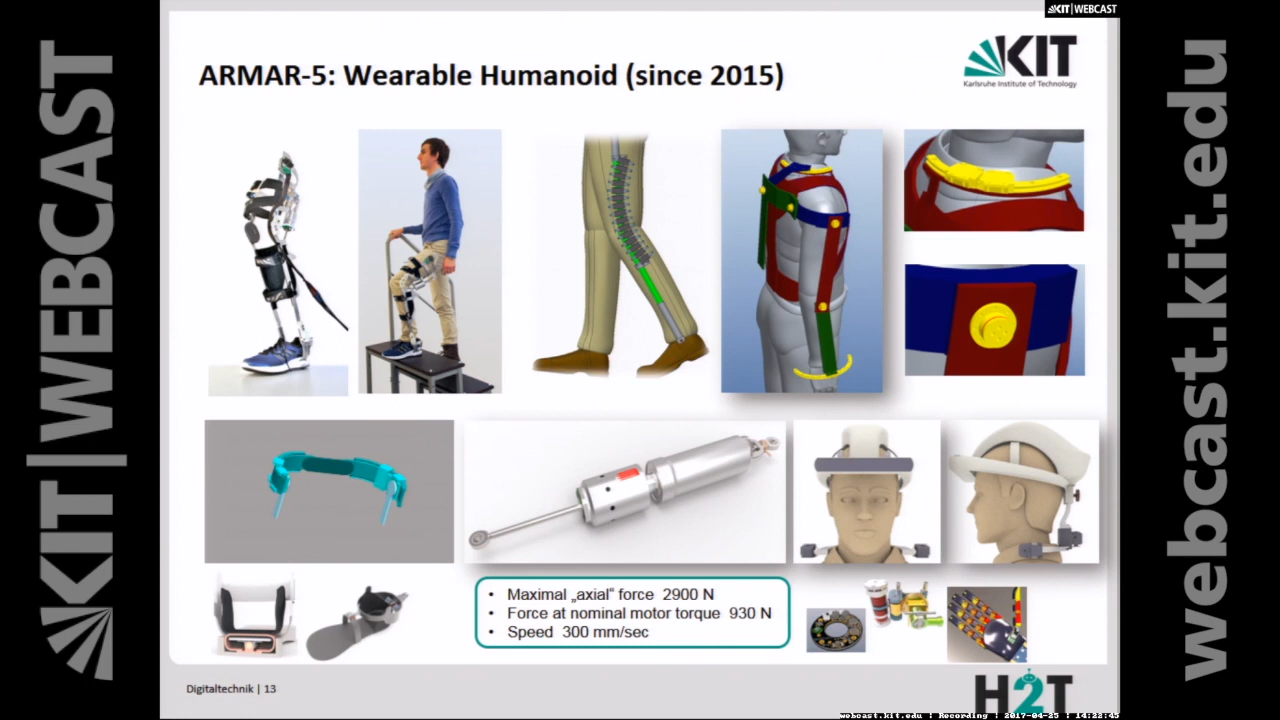 KIT | WEBCAST
KIT | WEBCAST
webcast.kit.edu
ARMAR-5: Wearable Humanoid (since 2015)
KIT
Karlsruhe Institute of Technology
• Maximal „axial“ force 2900 N
• Force at nominal motor torque 930 N
• Speed 300 mm/sec
Digitaltechnik | 13
H2T
webcast.kit.edu : Recording : 2017-04-25 : 14:22:45